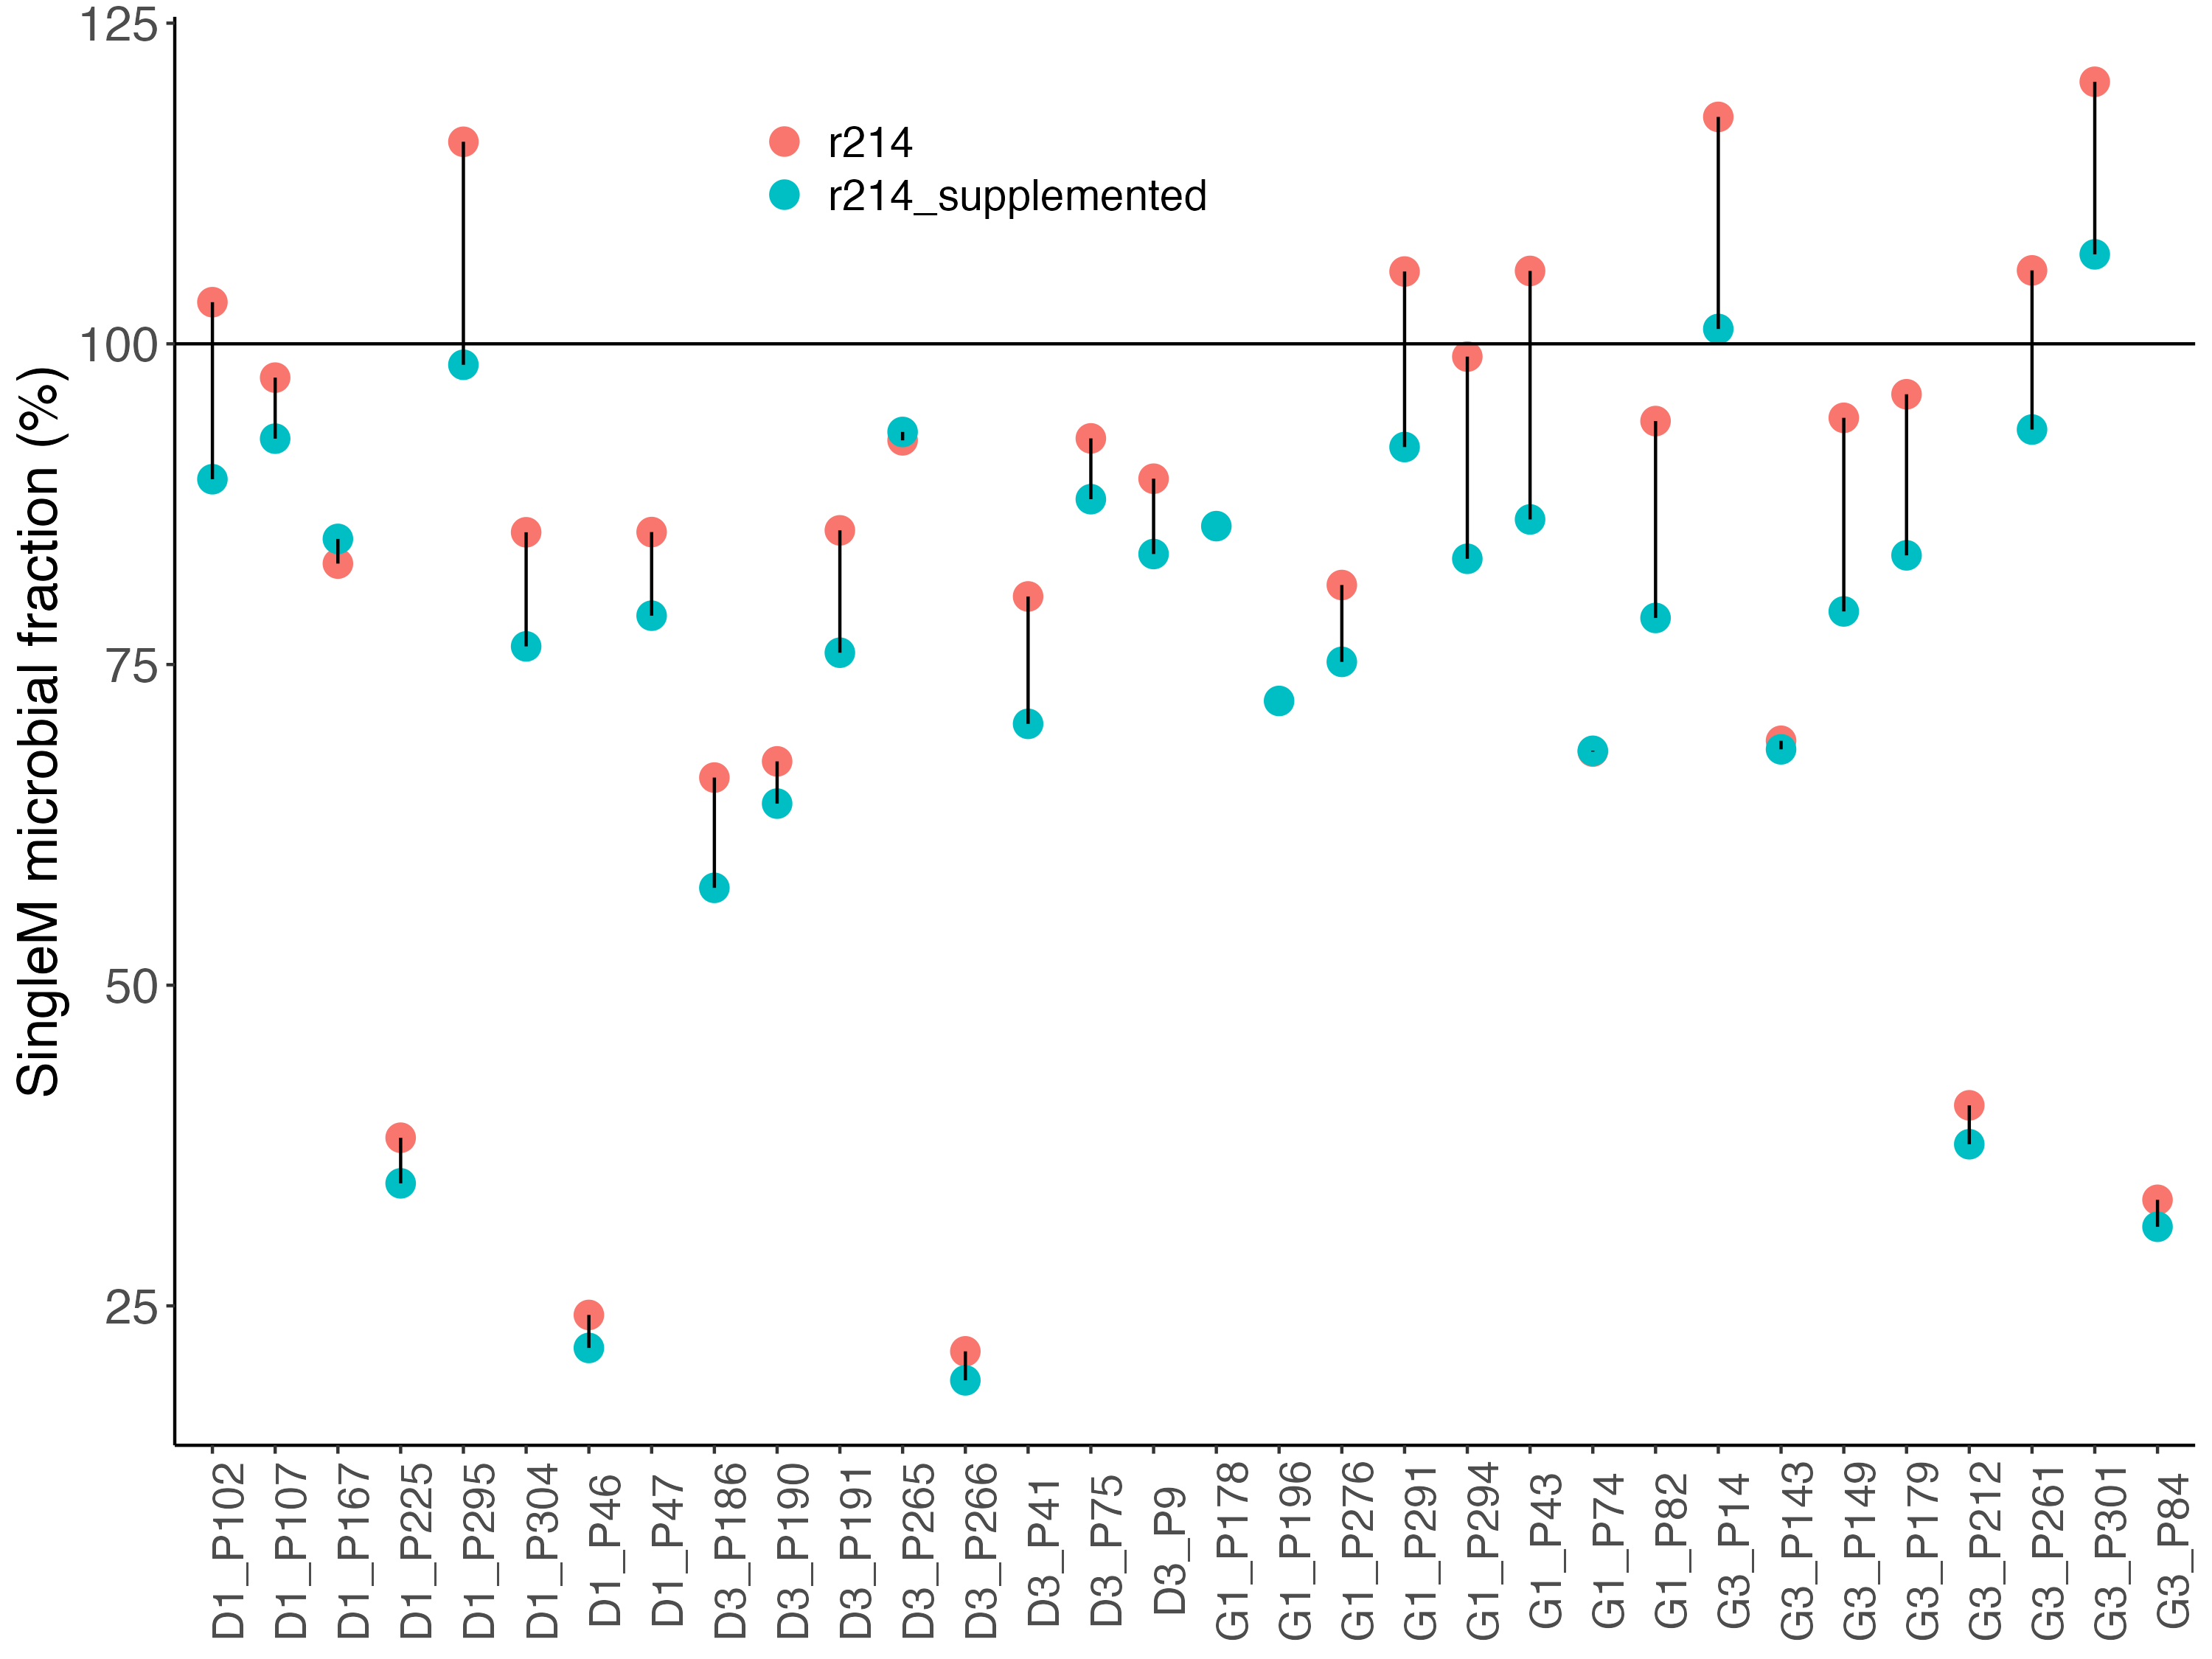 125
100
75
50
25
SingleM microbial fraction (%)
r214
r214_supplemented
D1_P102
D1_P107
D1_P167
D1_P225
D1_P295
D1_P304
D1_P46
D1_P47
D3_P186
D3_P190
D3_P191
D3_P265
D3_P266
D3_P41
D3_P75
D3_P9
G1_P178
G1_P196
G1_P276
G1_P291
G1_P294
G1_P43
G1_P74
G1_P82
G3_P14
G3_P143
G3_P149
G3_P179
G3_P212
G3_P261
G3_P301
G3_P84